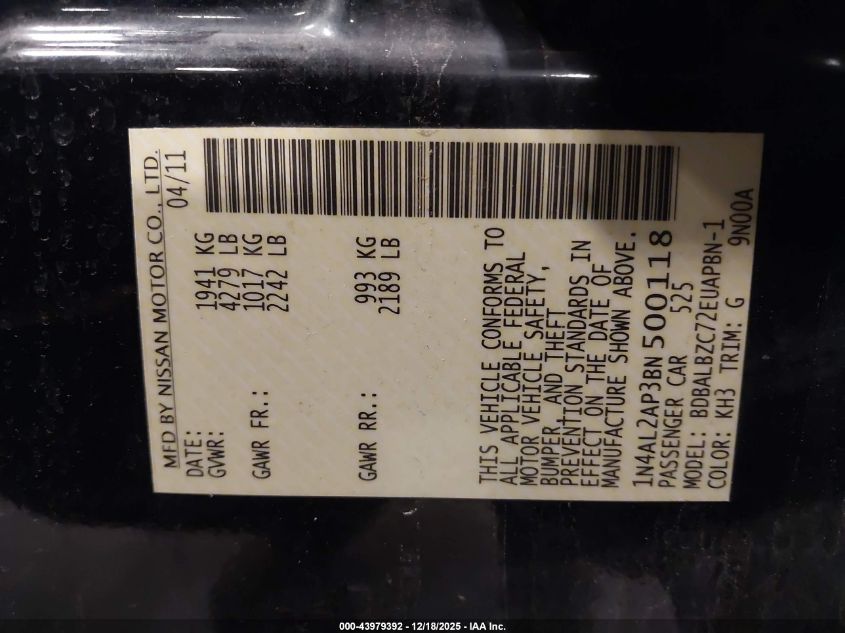 MFD BY NISSAN MOTOR CO., LTD.
DATE: 04/11
GVWR: 1941 KG
4279 LB
GAWR FR.: 1017 KG
2242 LB
GAWR RR.: 993 KG
2189 LB
THIS VEHICLE CONFORMS TO
ALL APPLICABLE FEDERAL
MOTOR VEHICLE SAFETY,
BUMPER, AND THEFT
PREVENTION STANDARDS IN
EFFECT ON THE DATE OF
MANUFACTURE SHOWN ABOVE.
1N4AL2AP3BN500118
PASSENGER CAR 525
MODEL: BDBALBZC72EUAPBN-1
COLOR: KH3 TRIM: G 9N00A
000-43979392 - 12/18/2025 - IAA Inc.